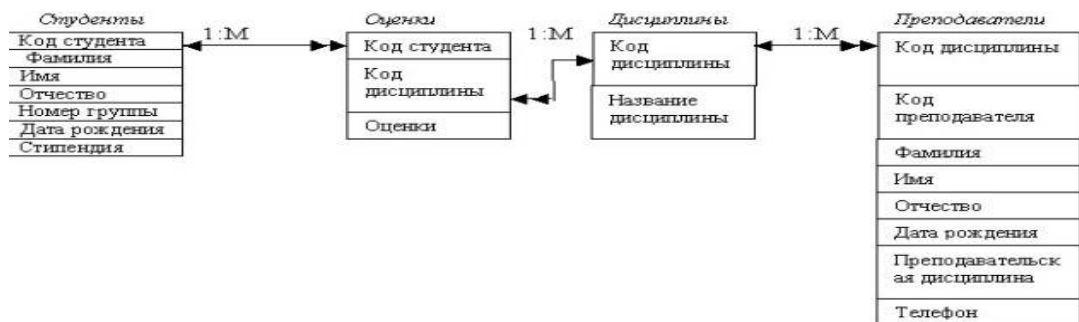 Студенты
Код студента
Фамилия
Имя
Отчество
Номер группы
Дата рождения
Стипендия
1:М
Оценки
Код студента
Код
дисциплины
Оценки
1:М
Дисциплины
Код
дисциплины
Название
дисциплины
1:М
Преподаватели
Код дисциплины
Код
преподавателя
Фамилия
Имя
Отчество
Дата рождения
Преподавательск
ая дисциплина
Телефон